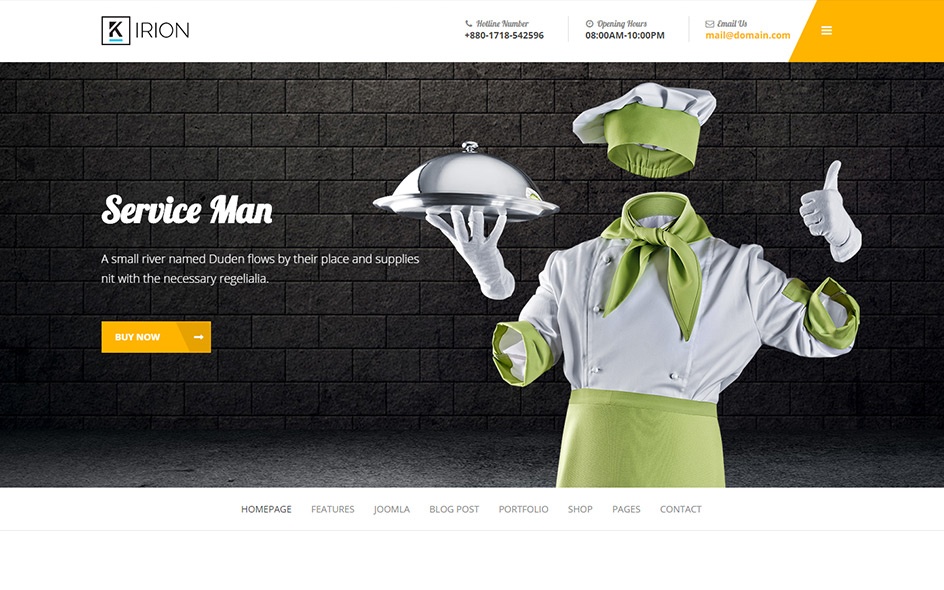 K IRION
Hotline Number
+880-1718-542596
Opening Hours
08:00AM-10:00PM
Email Us
mail@domain.com
Service Man
A small river named Duden flows by their place and supplies
nit with the necessary regelialia.
BUY NOW
HOMEPAGE FEATURES JOOMLA BLOG POST PORTFOLIO SHOP PAGES CONTACT